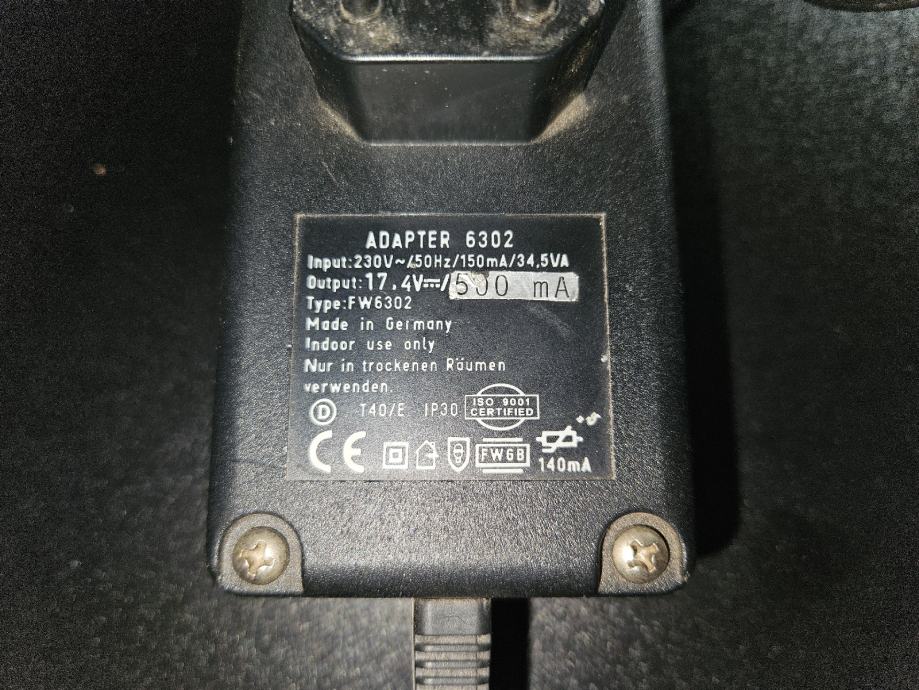 ADAPTER 6302
Input:230V~/50Hz/150mA/34,5VA
Output:17.4V⎓/500 mA
Type:FW6302
Made in Germany
Indoor use only
Nur in trockenen Räumen
verwenden.
D T40/E IP30 ISO 9001 CERTIFIED
CE FW6B 140mA